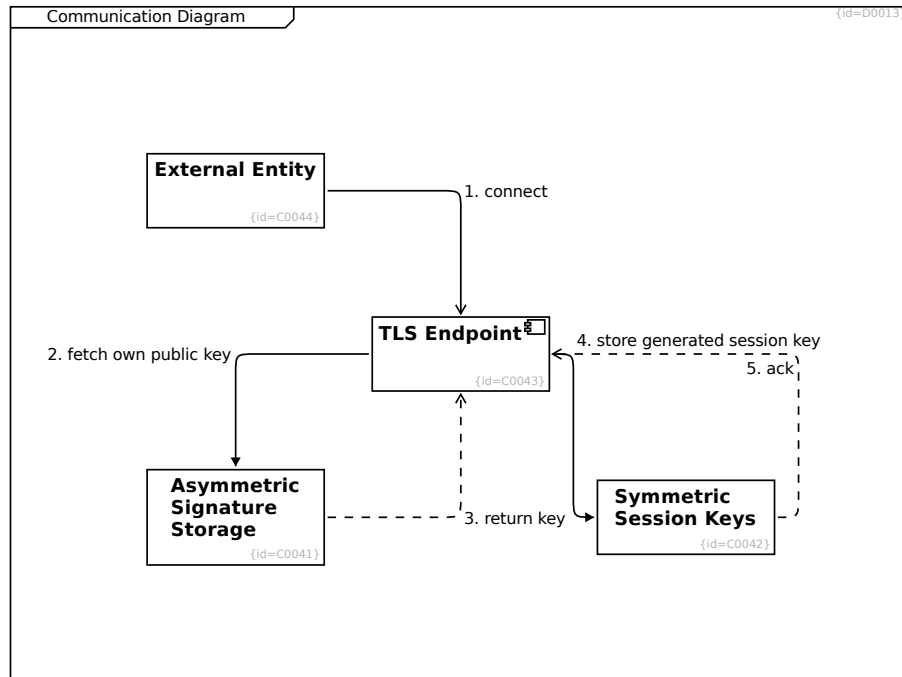 Communication Diagram
{id=D0013}
External Entity
{id=C0044}
1. connect
TLS Endpoint
{id=C0043}
2. fetch own public key
4. store generated session key
5. ack
Asymmetric
Signature
Storage
{id=C0041}
3. return key
Symmetric
Session Keys
{id=C0042}